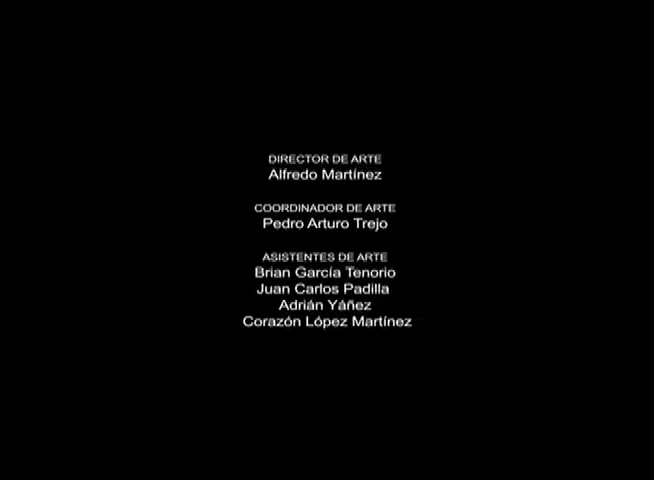 DIRECTOR DE ARTE
Alfredo Martínez
COORDINADOR DE ARTE
Pedro Arturo Trejo
ASISTENTES DE ARTE
Brian García Tenorio
Juan Carlos Padilla
Adrián Yáñez
Corazón López Martínez